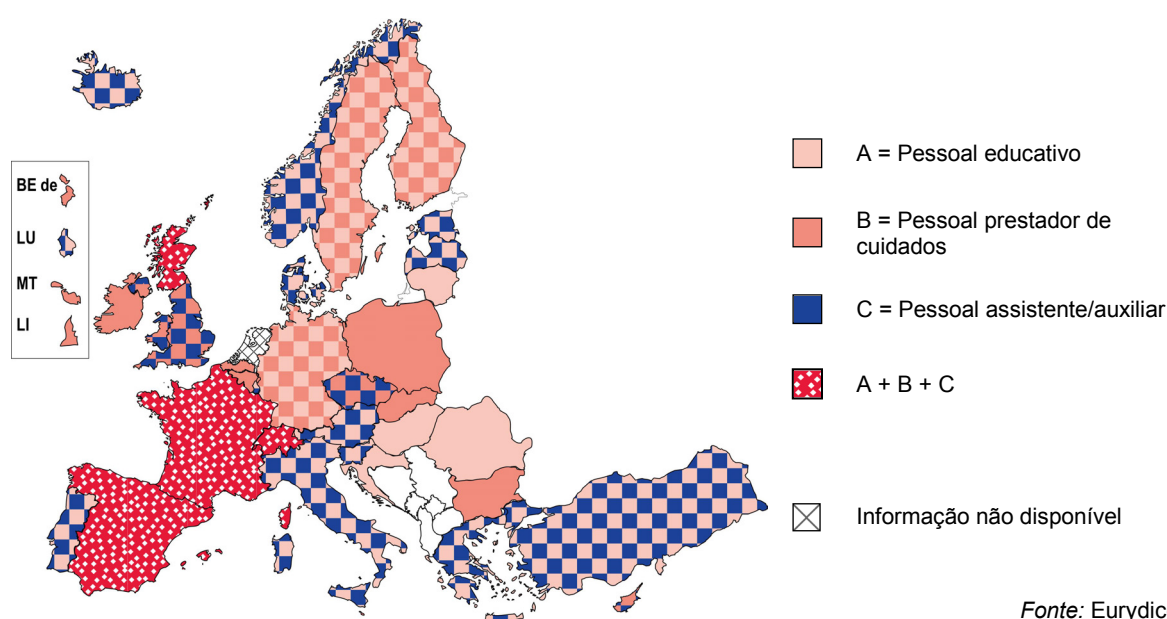 BE de
LU
MT
LI
A = Pessoal educativo
B = Pessoal prestador de
cuidados
C = Pessoal assistente/auxiliar
A + B + C
Informação não disponível
Fonte: Eurydic